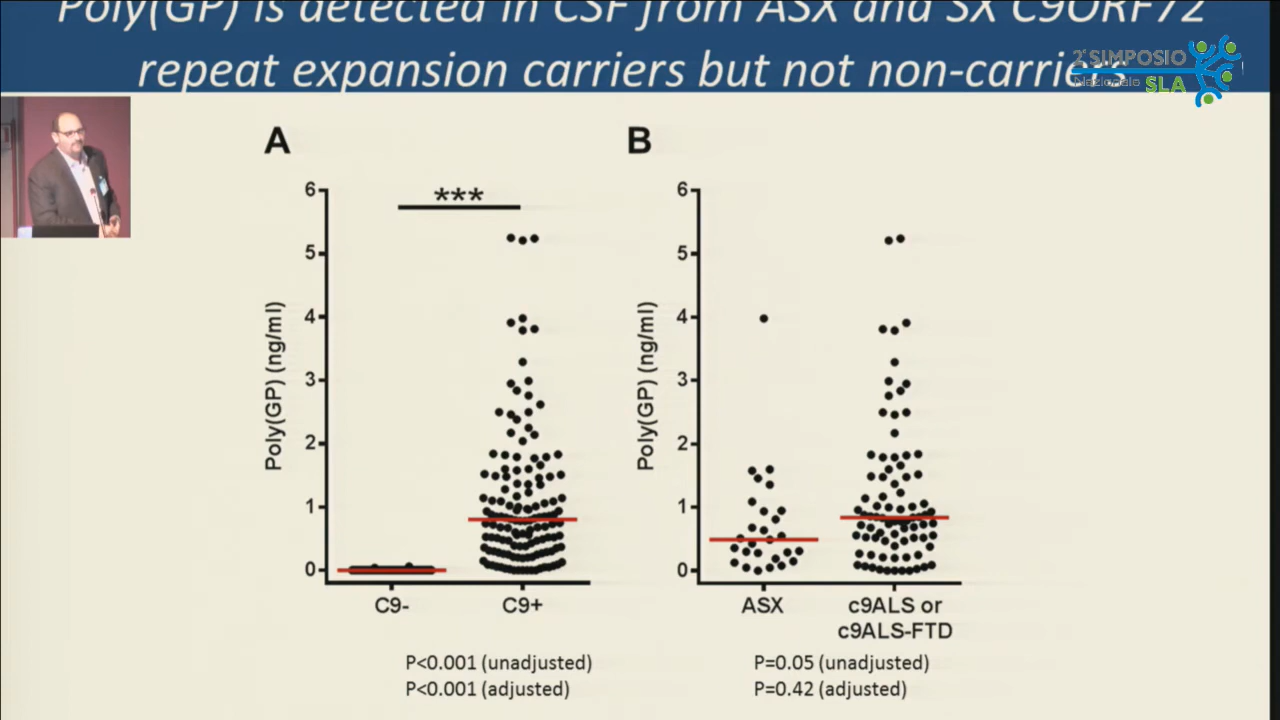 Poly(GP) is detected in CSF from ASX and SX C9ORF72
repeat expansion carriers but not non-carriers
2° SIMPOSIO
Nazionale
SLA
A
B
***
6
5
4
3
2
1
0
Poly(GP) (ng/ml)
C9-
C9+
6
5
4
3
2
1
0
Poly(GP) (ng/ml)
ASX
c9ALS or
c9ALS-FTD
P<0.001 (unadjusted)
P<0.001 (adjusted)
P=0.05 (unadjusted)
P=0.42 (adjusted)